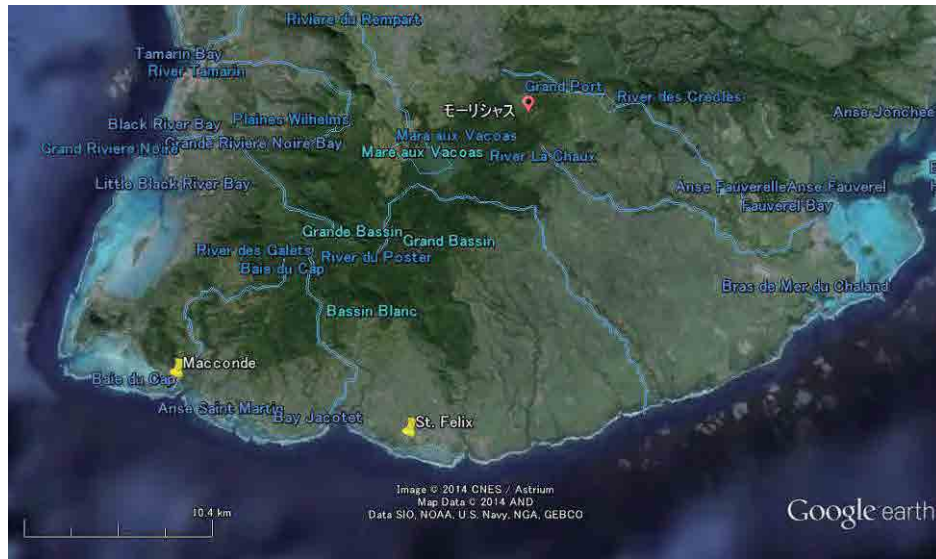 Riviere du Rempart
Tamarin Bay
River Tamarin
Grand Port
River des Creoles
モーリシャス
Black River Bay
Plaines Wilhelms
Mare aux Vacoas
Anse Jonchee
Grand Riviere Noire
Grande Riviere Noire Bay
Mare aux Vacoas
River La Chaux
Little Black River Bay
Anse Fauverelle
Anse Fauverel
Fauverel Bay
Grande Bassin
Grand Bassin
River des Galets
River du Poster
Baie du Cap
Bras de Mer du Chaland
Bassin Blanc
Macconde
Baie du Cap
Anse Saint Martin
Bay Jacotet
St. Felix
Image © 2014 CNES / Astrium
Map Data © 2014 AND
Data SIO, NOAA, U.S. Navy, NGA, GEBCO
10.4 km
Google earth